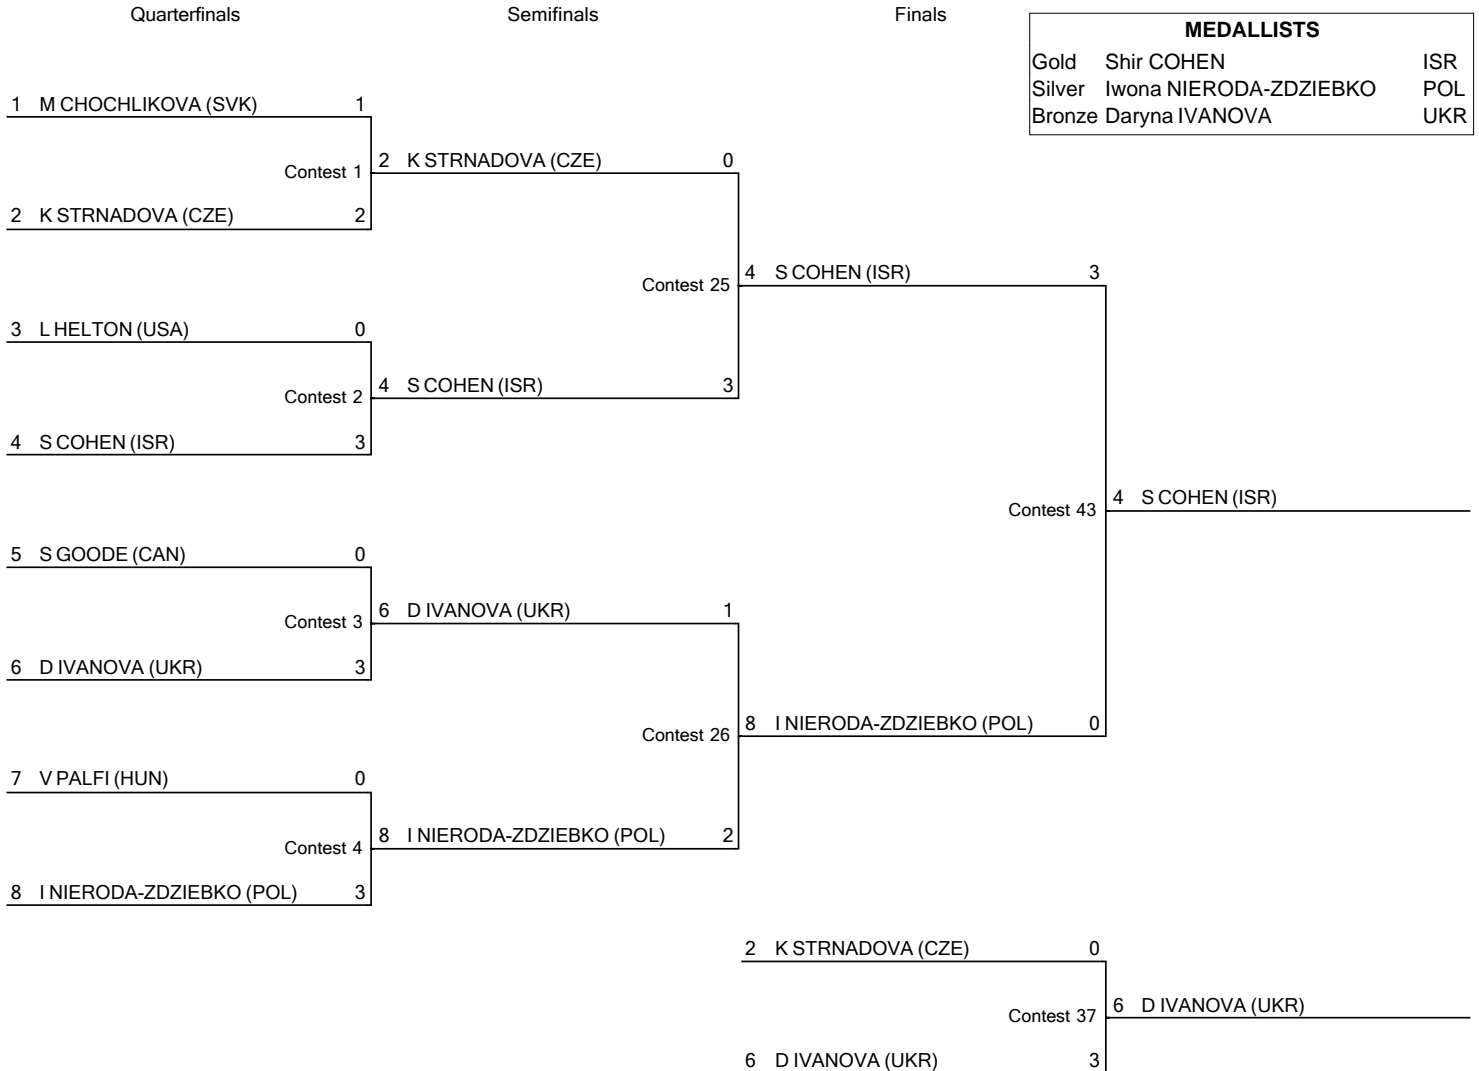 Quarterfinals Semifinals Finals
MEDALLISTS
Gold Shir COHEN ISR
Silver Iwona NIERODA-ZDZIEBKO POL
Bronze Daryna IVANOVA UKR
1 M CHOCHLIKOVA (SVK) 1
Contest 1
2 K STRNADOVA (CZE) 0
2 K STRNADOVA (CZE) 2
Contest 25
4 S COHEN (ISR) 3
3 L HELTON (USA) 0
Contest 2
4 S COHEN (ISR) 3
4 S COHEN (ISR) 3
Contest 43
4 S COHEN (ISR)
5 S GOODE (CAN) 0
Contest 3
6 D IVANOVA (UKR) 1
6 D IVANOVA (UKR) 3
Contest 26
8 I NIERODA-ZDZIEBKO (POL) 0
7 V PALFI (HUN) 0
Contest 4
8 I NIERODA-ZDZIEBKO (POL) 2
8 I NIERODA-ZDZIEBKO (POL) 3
2 K STRNADOVA (CZE) 0
Contest 37
6 D IVANOVA (UKR)
6 D IVANOVA (UKR) 3